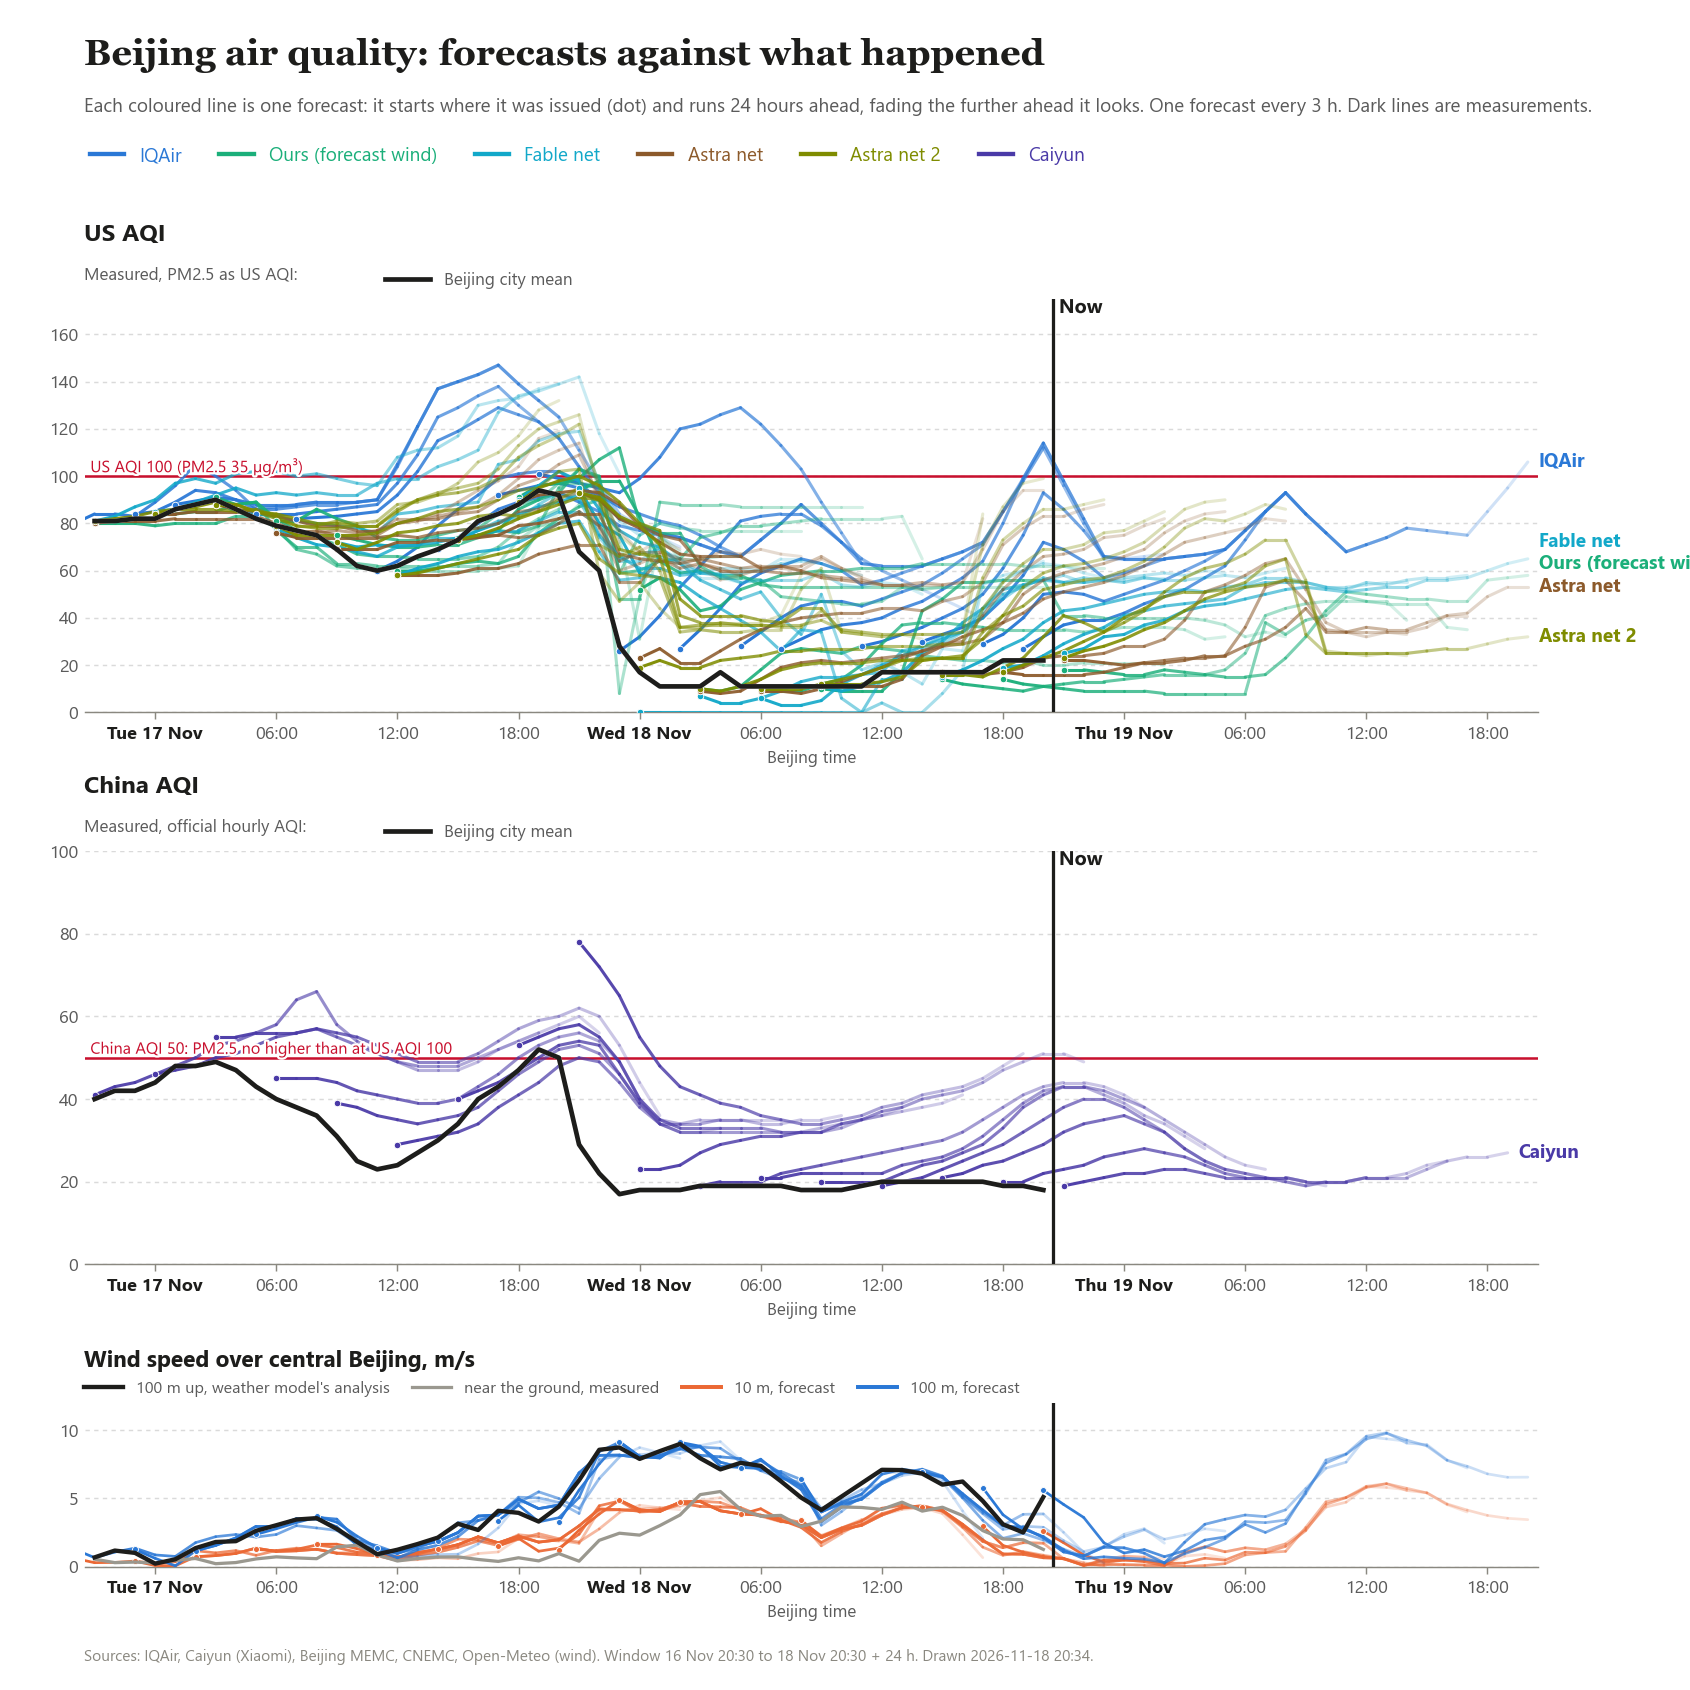 Beijing air quality: forecasts against what happened
Each coloured line is one forecast: it starts where it was issued (dot) and runs 24 hours ahead, fading the further ahead it looks. One forecast every 3 h. Dark lines are measurements.
IQAir Ours (forecast wind) Fable net Astra net Astra net 2 Caiyun
US AQI
Measured, PM2.5 as US AQI: Beijing city mean
Now
160
140
120
100
80
60
40
20
0
US AQI 100 (PM2.5 35 µg/m³)
IQAir
Fable net
Ours (forecast wi
Astra net
Astra net 2
Tue 17 Nov 06:00 12:00 18:00 Wed 18 Nov 06:00 12:00 18:00 Thu 19 Nov 06:00 12:00 18:00
Beijing time
China AQI
Measured, official hourly AQI: Beijing city mean
Now
100
80
60
40
20
0
China AQI 50: PM2.5 no higher than at US AQI 100
Caiyun
Tue 17 Nov 06:00 12:00 18:00 Wed 18 Nov 06:00 12:00 18:00 Thu 19 Nov 06:00 12:00 18:00
Beijing time
Wind speed over central Beijing, m/s
100 m up, weather model's analysis near the ground, measured 10 m, forecast 100 m, forecast
10
5
0
Tue 17 Nov 06:00 12:00 18:00 Wed 18 Nov 06:00 12:00 18:00 Thu 19 Nov 06:00 12:00 18:00
Beijing time
Sources: IQAir, Caiyun (Xiaomi), Beijing MEMC, CNEMC, Open-Meteo (wind). Window 16 Nov 20:30 to 18 Nov 20:30 + 24 h. Drawn 2026-11-18 20:34.